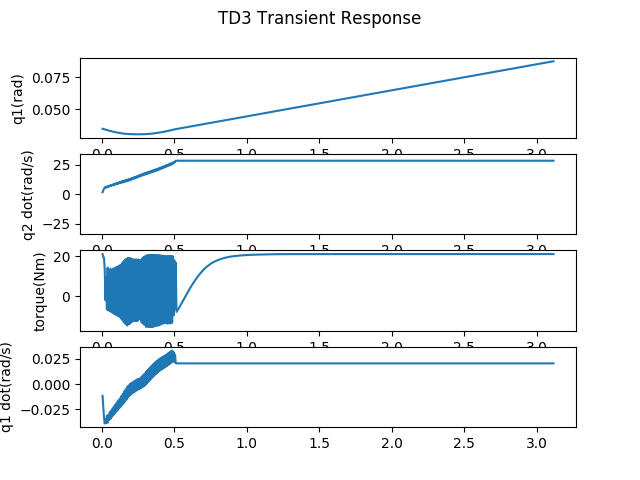 TD3 Transient Response
q1(rad)
0.075
0.050
q2 dot(rad/s)
25
0
−25
torque(Nm)
20
0
q1 dot(rad/s)
0.025
0.000
−0.025
0.0 0.5 1.0 1.5 2.0 2.5 3.0